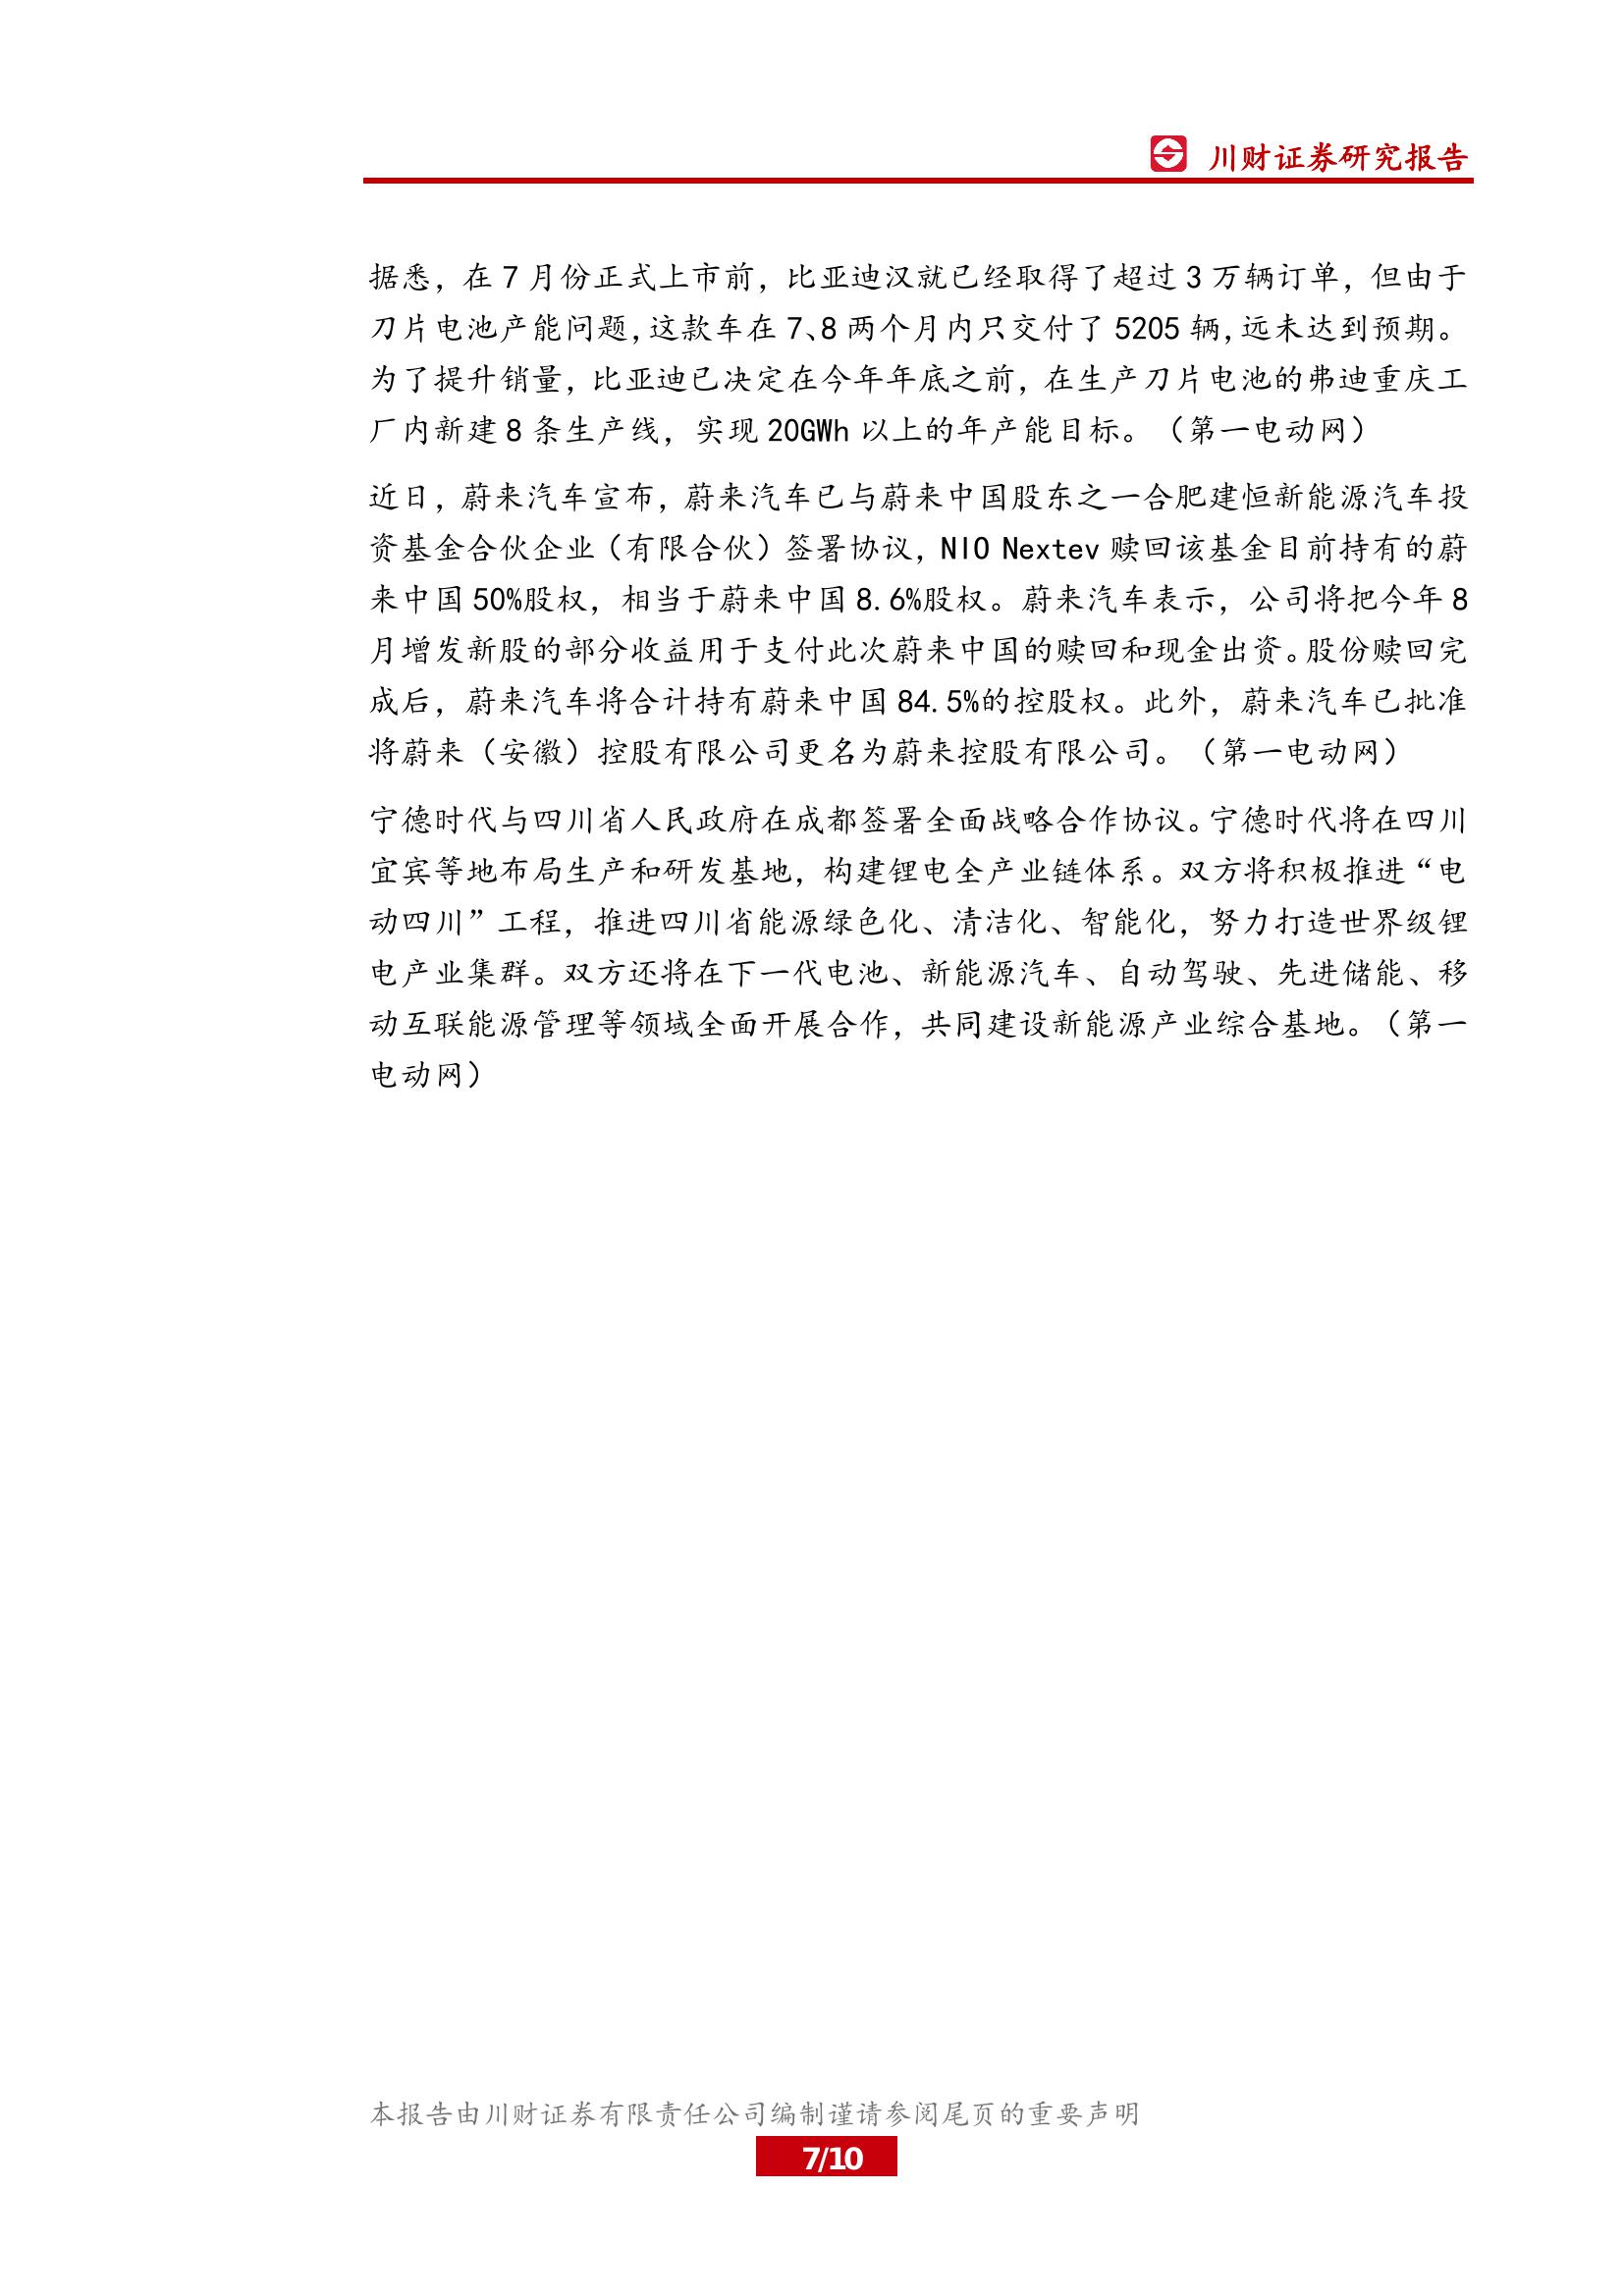 川财证券研究报告
据悉，在 7 月份正式上市前，比亚迪汉就已经取得了超过 3 万辆订单，但由于
刀片电池产能问题,这款车在 7、8 两个月内只交付了 5205 辆,远未达到预期。
为了提升销量，比亚迪已决定在今年年底之前，在生产刀片电池的弗迪重庆工
厂内新建 8 条生产线，实现 20GWh 以上的年产能目标。（第一电动网）
近日，蔚来汽车宣布，蔚来汽车已与蔚来中国股东之一合肥建恒新能源汽车投
资基金合伙企业（有限合伙）签署协议，NIO Nextev 赎回该基金目前持有的蔚
来中国 50%股权，相当于蔚来中国 8.6%股权。蔚来汽车表示，公司将把今年 8
月增发新股的部分收益用于支付此次蔚来中国的赎回和现金出资。股份赎回完
成后，蔚来汽车将合计持有蔚来中国 84.5%的控股权。此外，蔚来汽车已批准
将蔚来（安徽）控股有限公司更名为蔚来控股有限公司。（第一电动网）
宁德时代与四川省人民政府在成都签署全面战略合作协议。宁德时代将在四川
宜宾等地布局生产和研发基地，构建锂电全产业链体系。双方将积极推进“电
动四川”工程，推进四川省能源绿色化、清洁化、智能化，努力打造世界级锂
电产业集群。双方还将在下一代电池、新能源汽车、自动驾驶、先进储能、移
动互联能源管理等领域全面开展合作，共同建设新能源产业综合基地。（第一
电动网）
本报告由川财证券有限责任公司编制谨请参阅尾页的重要声明
7/10